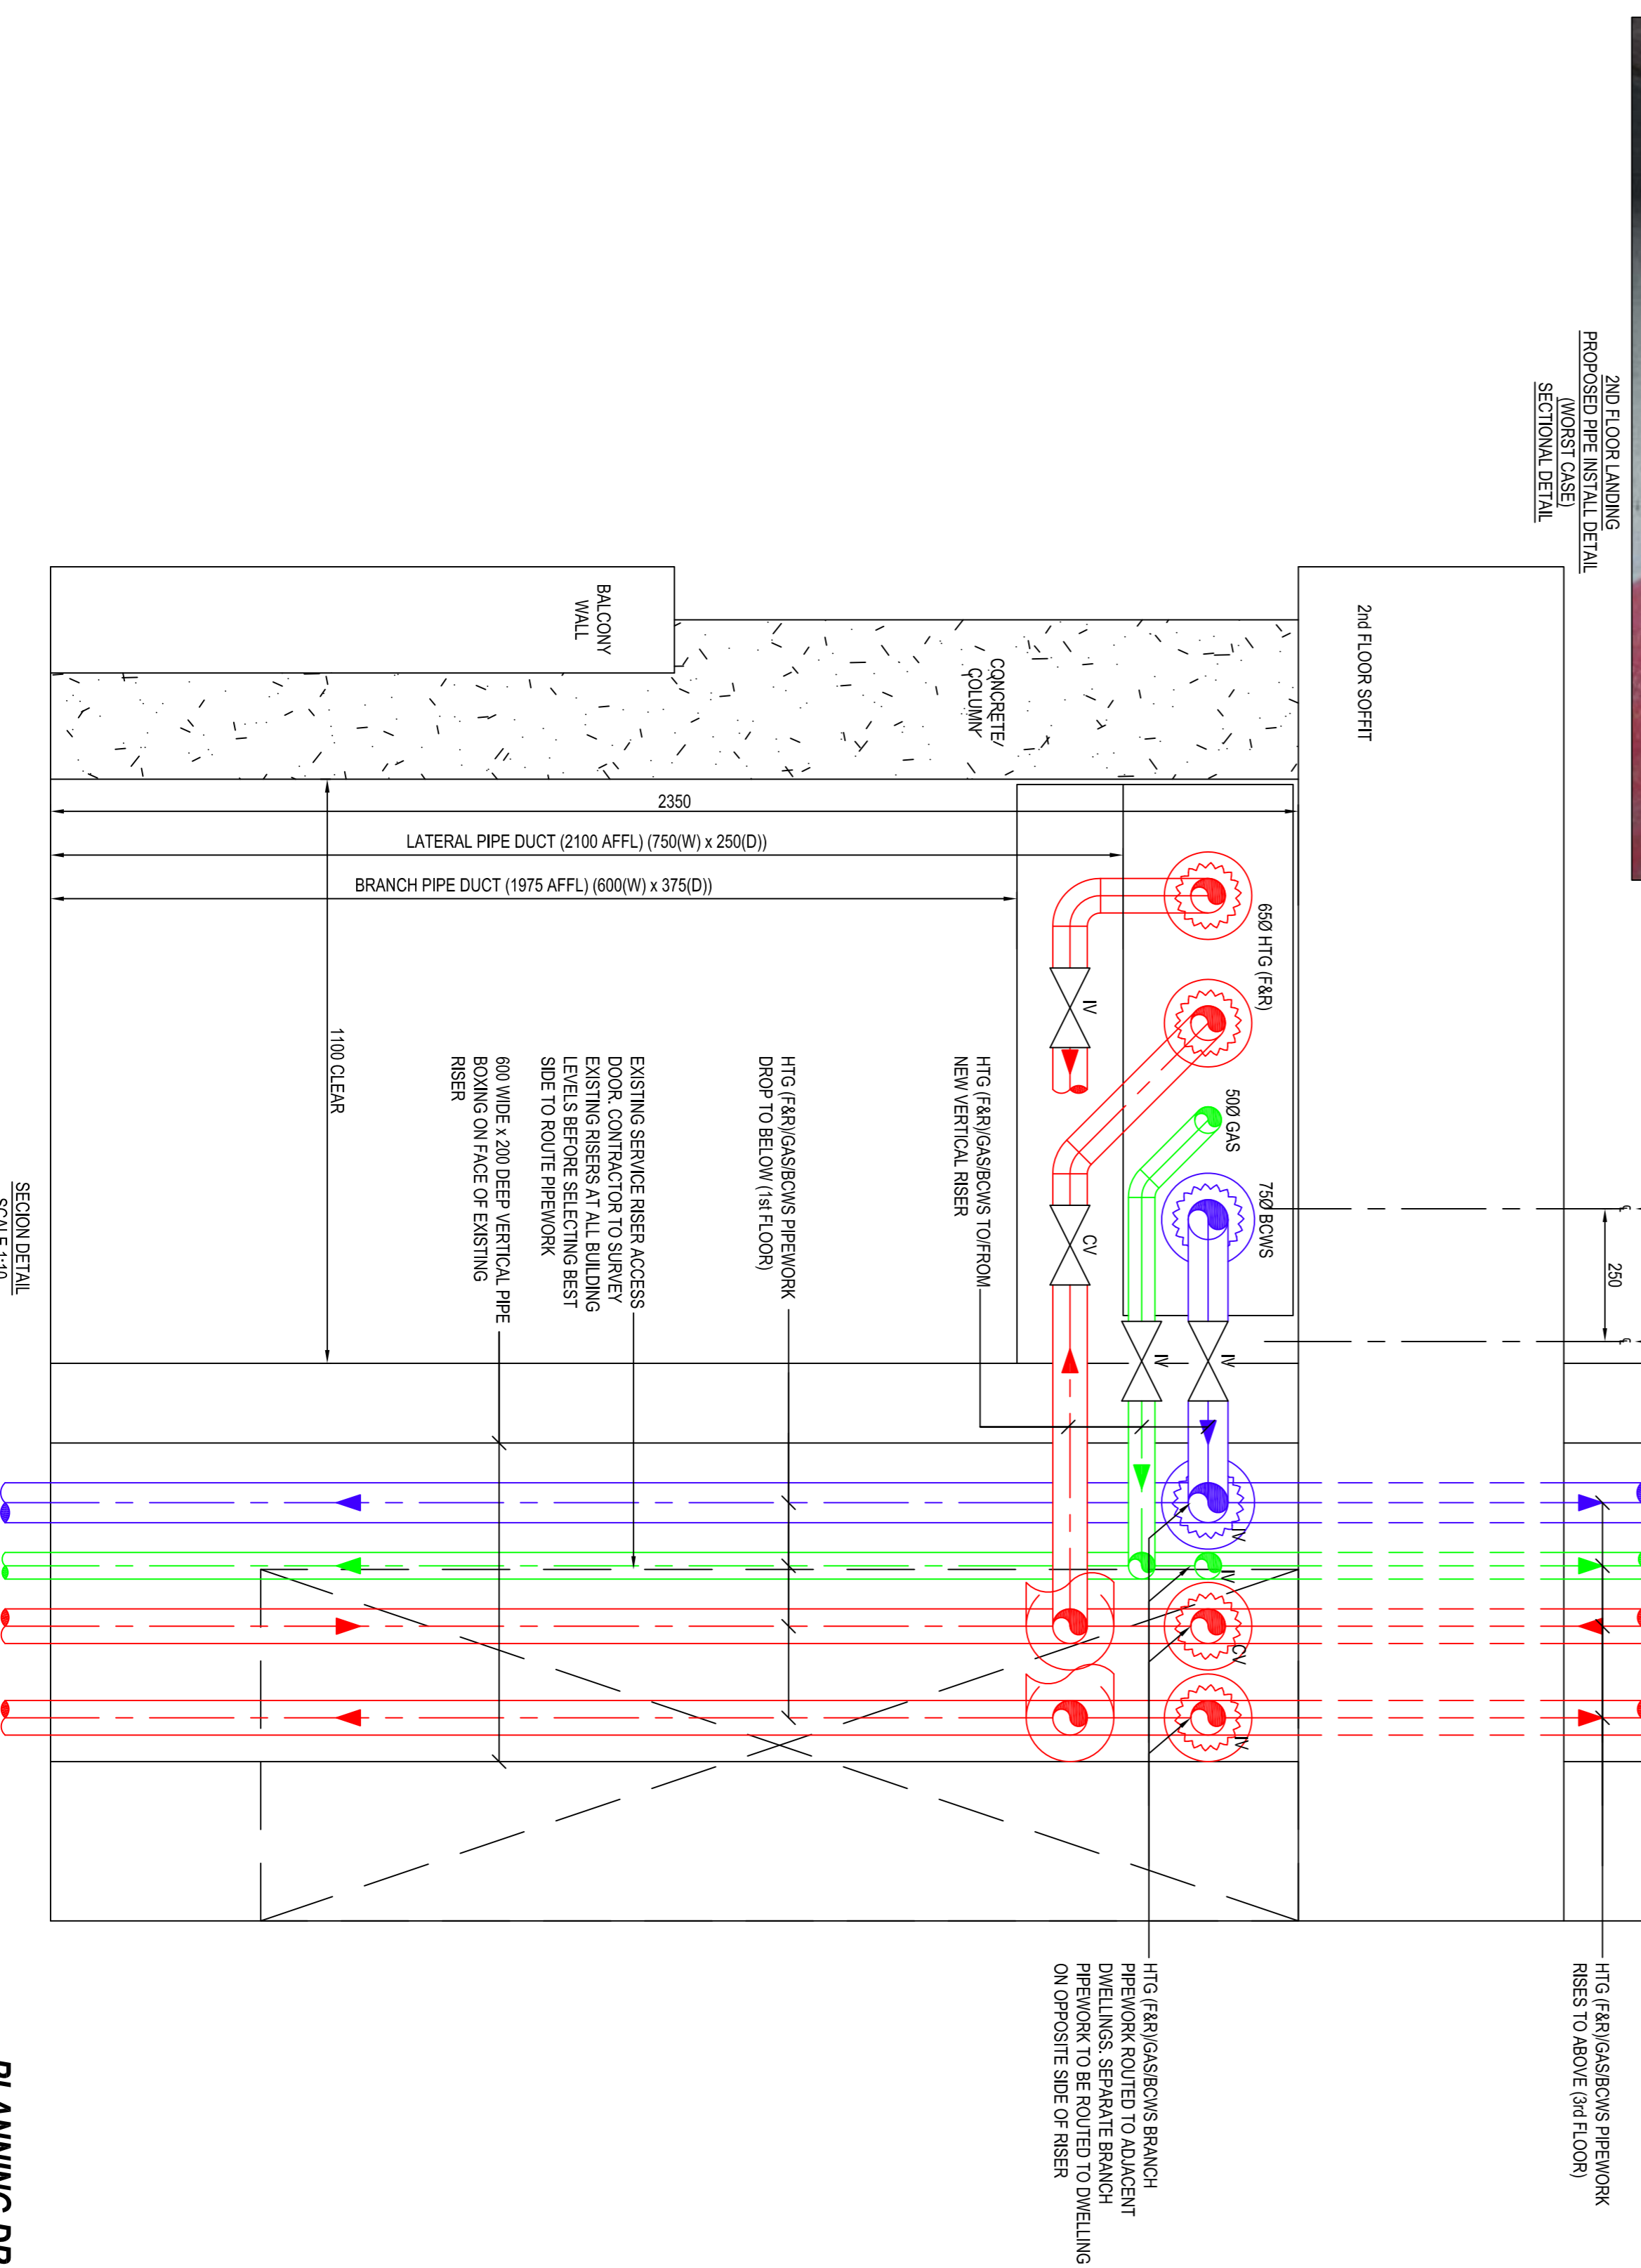 2ND FLOOR LANDING
PROPOSED PIPE INSTALL DETAIL
(WORST CASE)
SECTIONAL DETAIL
HTG (F&R)/GAS/BCWS PIPEWORK
RISES TO ABOVE (3rd FLOOR)
250
2nd FLOOR SOFFIT
65Ø HTG (F&R)
50Ø GAS
75Ø BCWS
IV
CV
IV
IV
IV
IV
CV
IV
CONCRETE
COLUMN
BALCONY
WALL
2350
LATERAL PIPE DUCT (2100 AFFL) (750(W) x 250(D))
BRANCH PIPE DUCT (1975 AFFL) (600(W) x 375(D))
HTG (F&R)/GAS/BCWS BRANCH
PIPEWORK ROUTED TO ADJACENT
DWELLINGS. SEPARATE BRANCH
PIPEWORK TO BE ROUTED TO DWELLING
ON OPPOSITE SIDE OF RISER
HTG (F&R)/GAS/BCWS TO/FROM
NEW VERTICAL RISER
HTG (F&R)/GAS/BCWS PIPEWORK
DROP TO BELOW (1st FLOOR)
EXISTING SERVICE RISER ACCESS
DOOR. CONTRACTOR TO SURVEY
EXISTING RISERS AT ALL BUILDING
LEVELS BEFORE SELECTING BEST
SIDE TO ROUTE PIPEWORK
600 WIDE x 200 DEEP VERTICAL PIPE
BOXING ON FACE OF EXISTING
RISER
1100 CLEAR
SECION DETAIL
SCALE 1:10
PLANNING